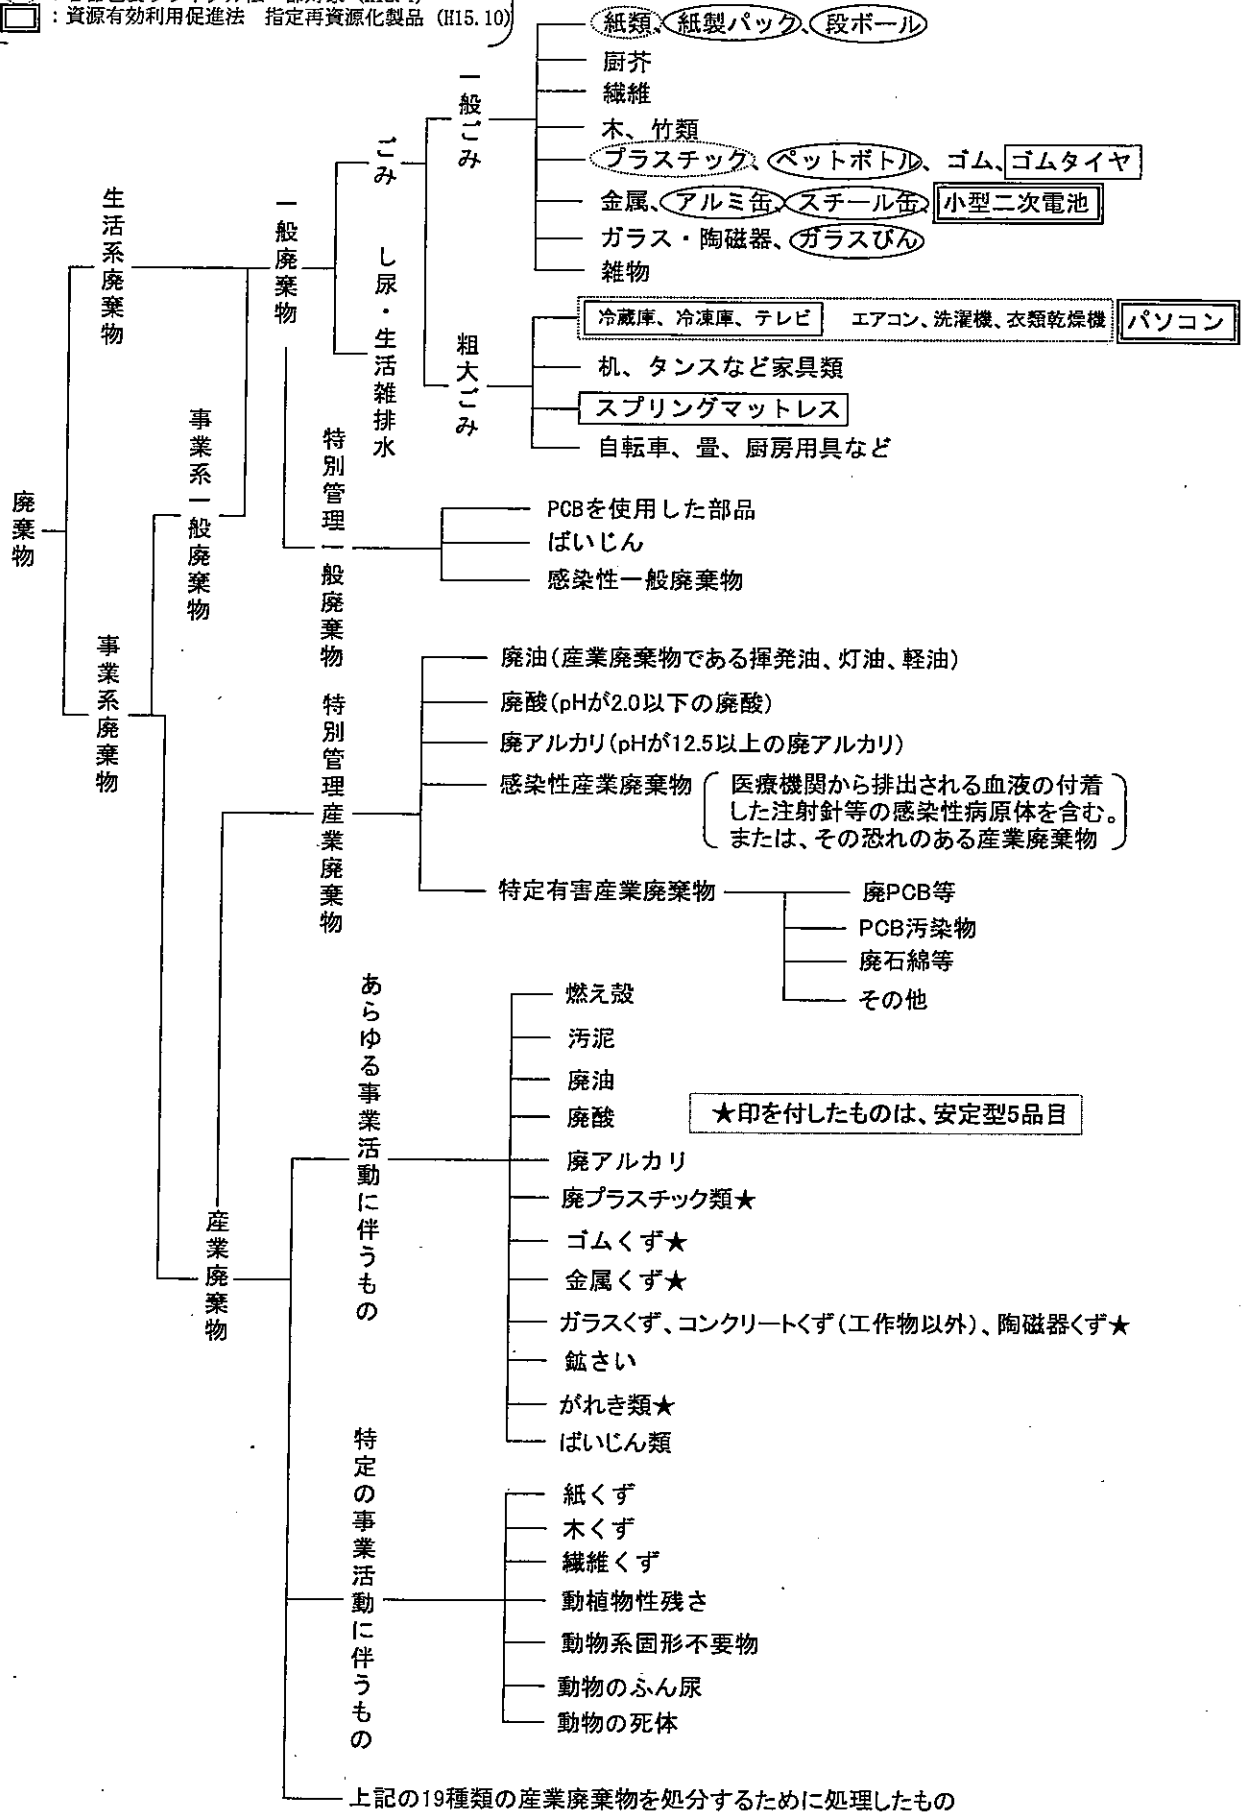 ：資源有効利用促進法　指定再資源化製品 (H15.10)
廃棄物
生活系廃棄物
事業系廃棄物
事業系一般廃棄物
一般廃棄物
産業廃棄物
ごみ
し尿・生活雑排水
一般ごみ
紙類、紙製パック、段ボール
厨芥
繊維
木、竹類
プラスチック、ペットボトル、ゴム、ゴムタイヤ
金属、アルミ缶、スチール缶、小型二次電池
ガラス・陶磁器、ガラスびん
雑物
粗大ごみ
冷蔵庫、冷凍庫、テレビ　エアコン、洗濯機、衣類乾燥機　パソコン
机、タンスなど家具類
スプリングマットレス
自転車、畳、厨房用具など
特別管理一般廃棄物
PCBを使用した部品
ばいじん
感染性一般廃棄物
特別管理産業廃棄物
廃油(産業廃棄物である揮発油、灯油、軽油)
廃酸(pHが2.0以下の廃酸)
廃アルカリ(pHが12.5以上の廃アルカリ)
感染性産業廃棄物
医療機関から排出される血液の付着
した注射針等の感染性病原体を含む。
または、その恐れのある産業廃棄物
特定有害産業廃棄物
廃PCB等
PCB汚染物
廃石綿等
その他
あらゆる事業活動に伴うもの
燃え殻
汚泥
廃油
廃酸
★印を付したものは、安定型5品目
廃アルカリ
廃プラスチック類★
ゴムくず★
金属くず★
ガラスくず、コンクリートくず(工作物以外)、陶磁器くず★
鉱さい
がれき類★
ばいじん類
特定の事業活動に伴うもの
紙くず
木くず
繊維くず
動植物性残さ
動物系固形不要物
動物のふん尿
動物の死体
上記の19種類の産業廃棄物を処分するために処理したもの